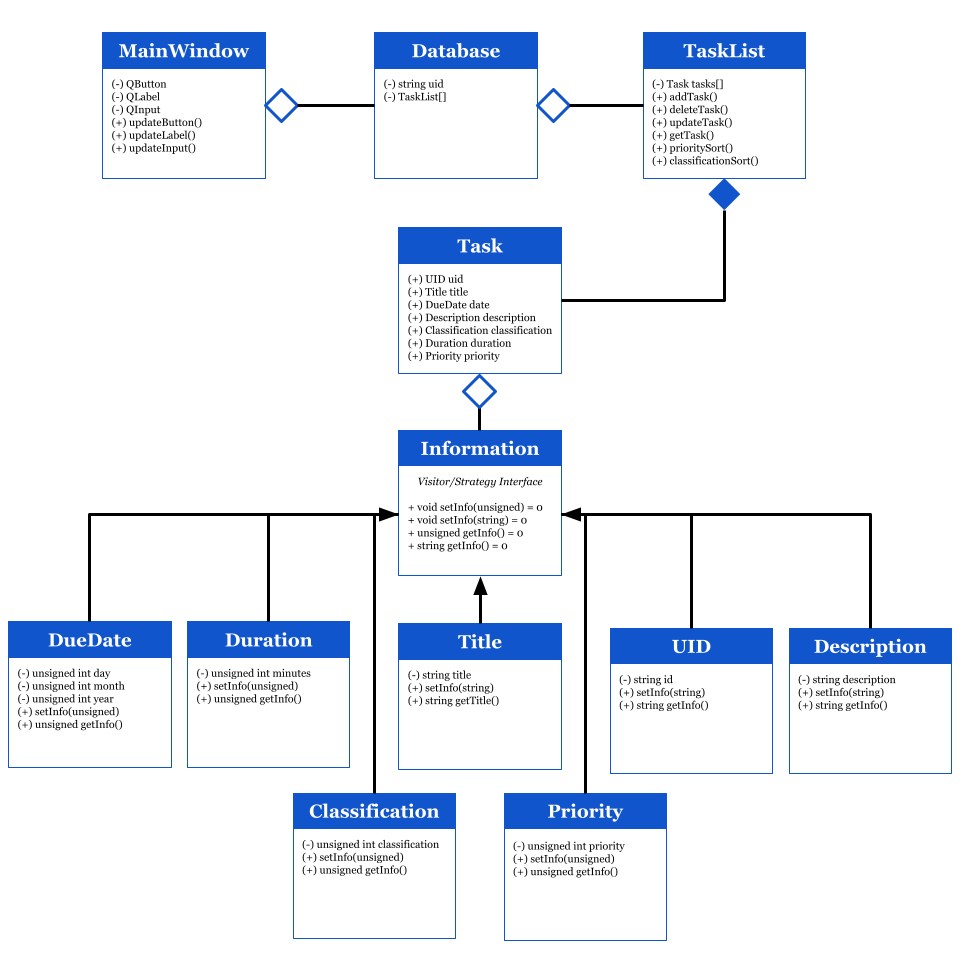 MainWindow
(-) QButton
(-) QLabel
(-) QInput
(+) updateButton()
(+) updateLabel()
(+) updateInput()
Database
(-) string uid
(-) TaskList[]
TaskList
(-) Task tasks[]
(+) addTask()
(+) deleteTask()
(+) updateTask()
(+) getTask()
(+) prioritySort()
(+) classificationSort()
Task
(+) UID uid
(+) Title title
(+) DueDate date
(+) Description description
(+) Classification classification
(+) Duration duration
(+) Priority priority
Information
Visitor/Strategy Interface
+ void setInfo(unsigned) = 0
+ void setInfo(string) = 0
+ unsigned getInfo() = 0
+ string getInfo() = 0
DueDate
(-) unsigned int day
(-) unsigned int month
(-) unsigned int year
(+) setInfo(unsigned)
(+) unsigned getInfo()
Duration
(-) unsigned int minutes
(+) setInfo(unsigned)
(+) unsigned getInfo()
Title
(-) string title
(+) setInfo(string)
(+) string getTitle()
UID
(-) string id
(+) setInfo(string)
(+) string getInfo()
Description
(-) string description
(+) setInfo(string)
(+) string getInfo()
Classification
(-) unsigned int classification
(+) setInfo(unsigned)
(+) unsigned getInfo()
Priority
(-) unsigned int priority
(+) setInfo(unsigned)
(+) unsigned getInfo()